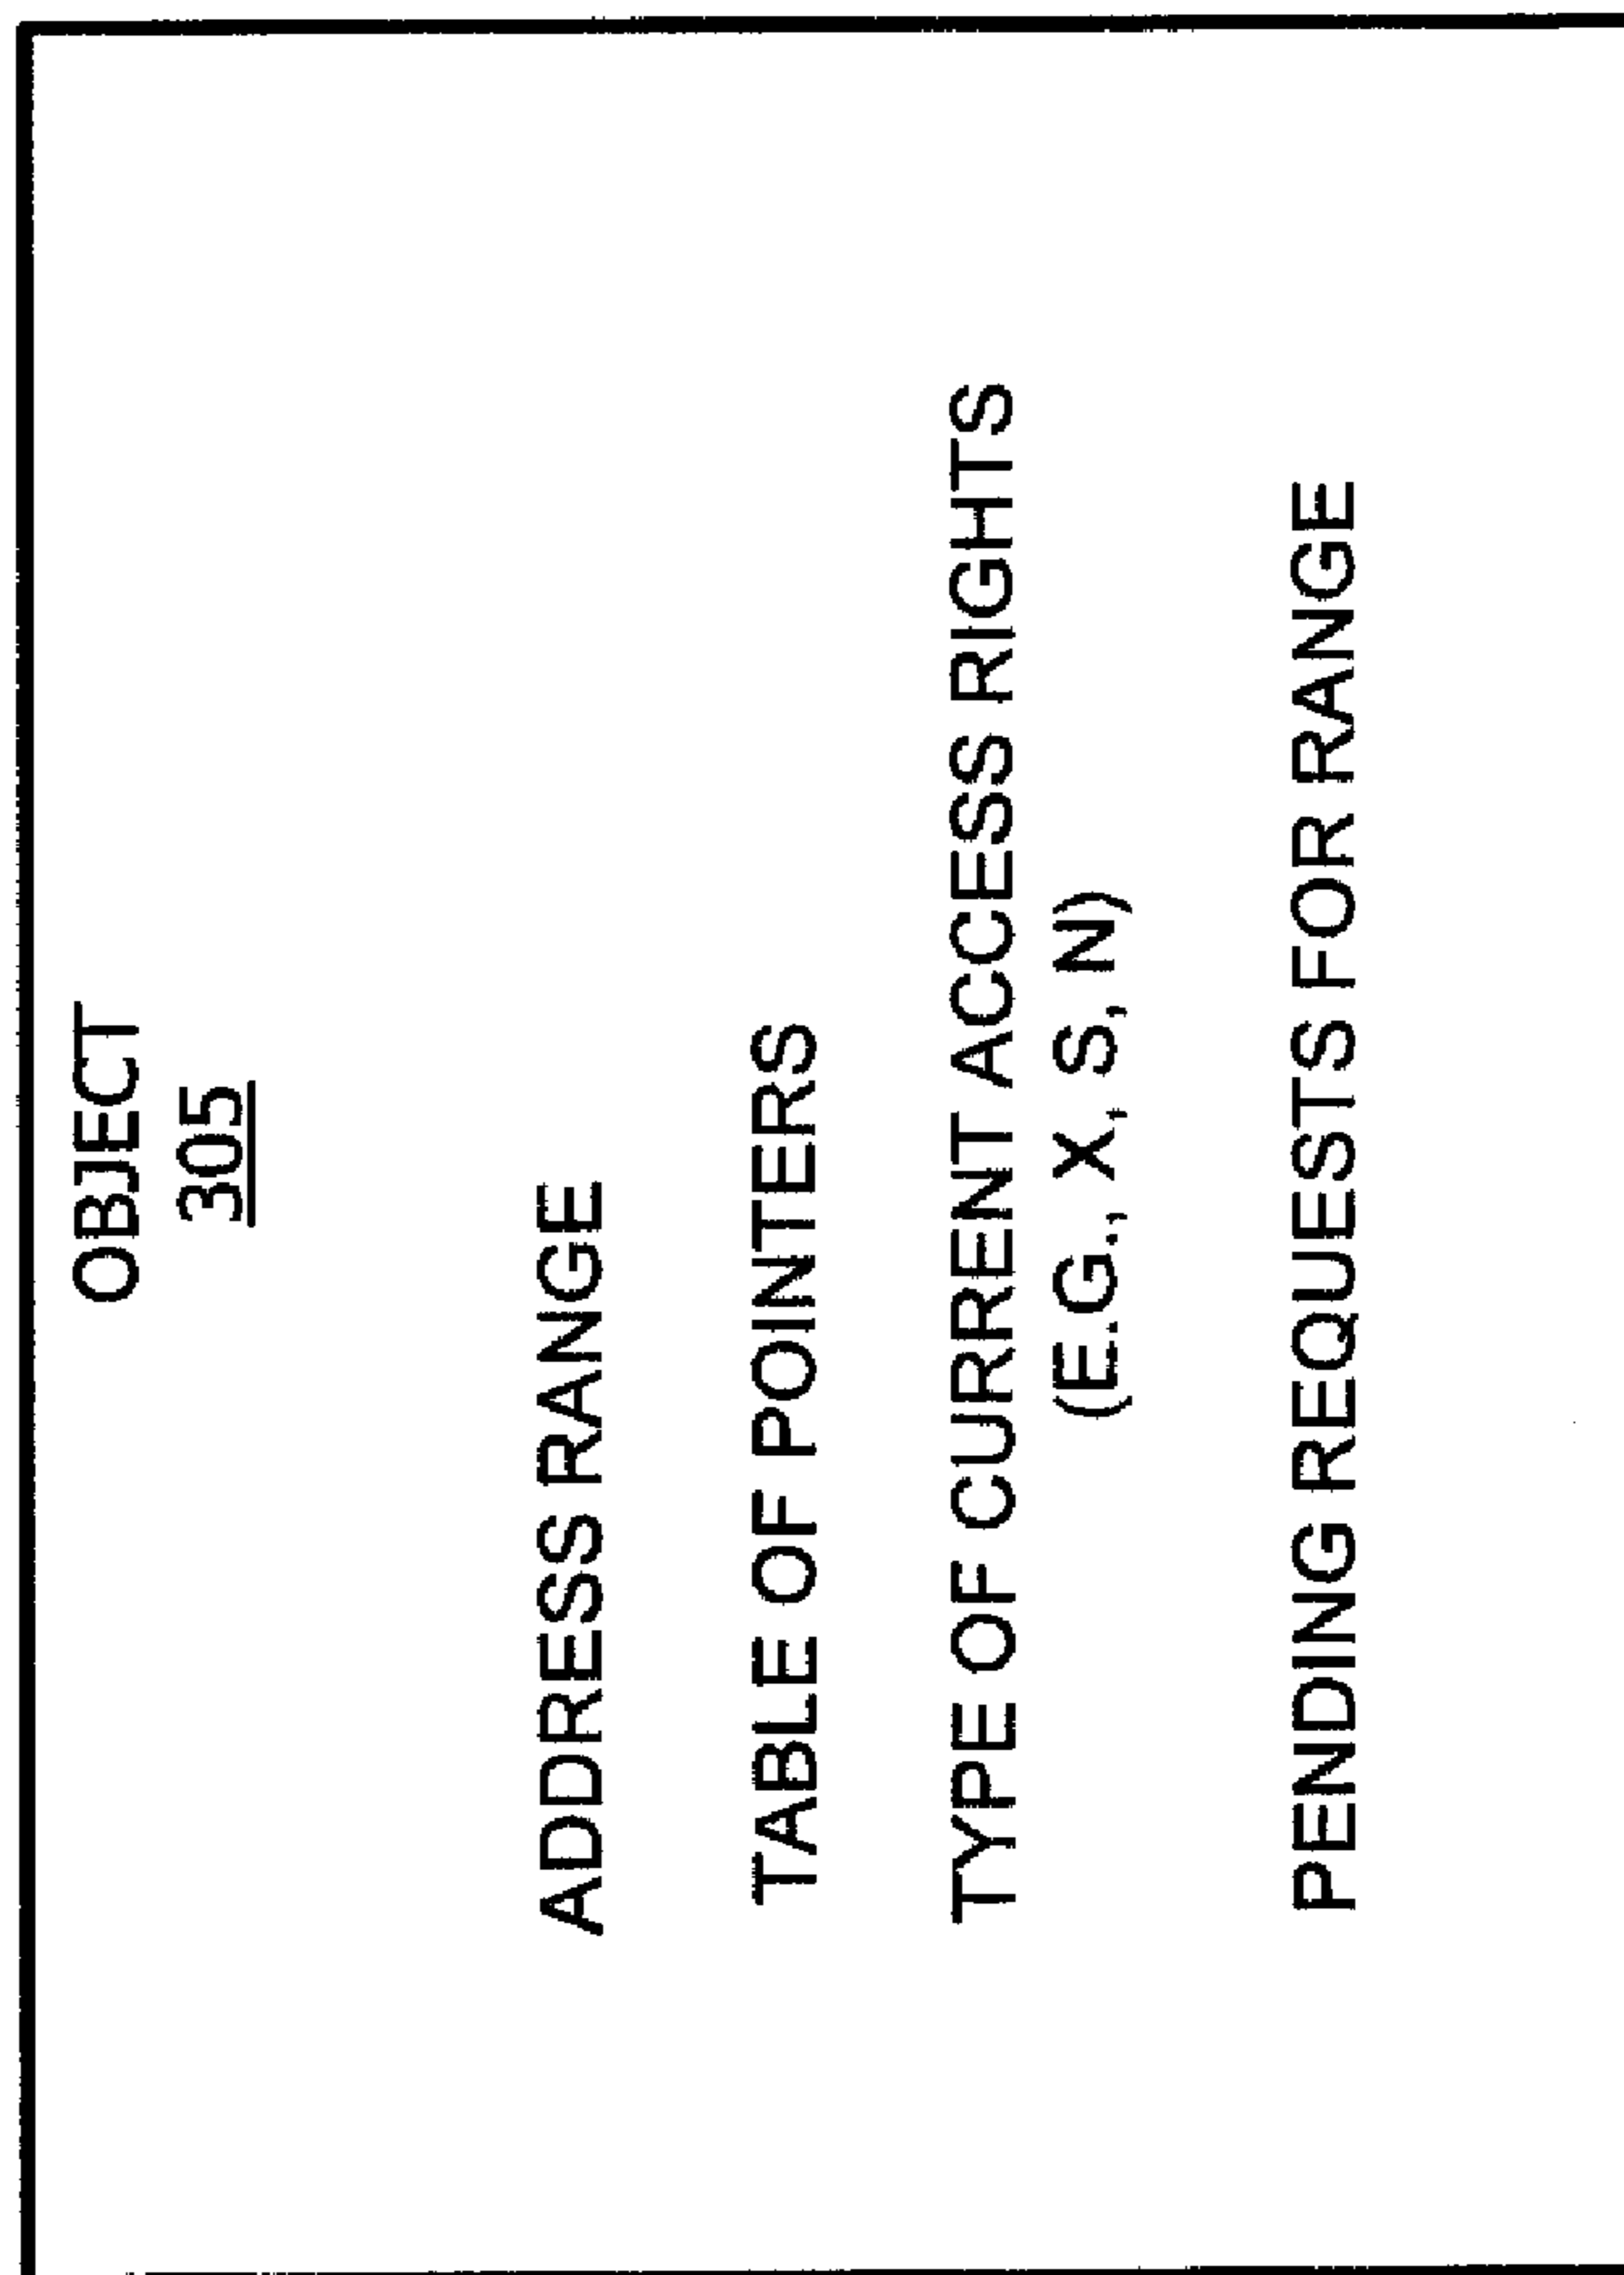 OBJECT
305
ADDRESS RANGE
TABLE OF POINTERS
TYPE OF CURRENT ACCESS RIGHTS
(E.G., X, S, N)
PENDING REQUESTS FOR RANGE